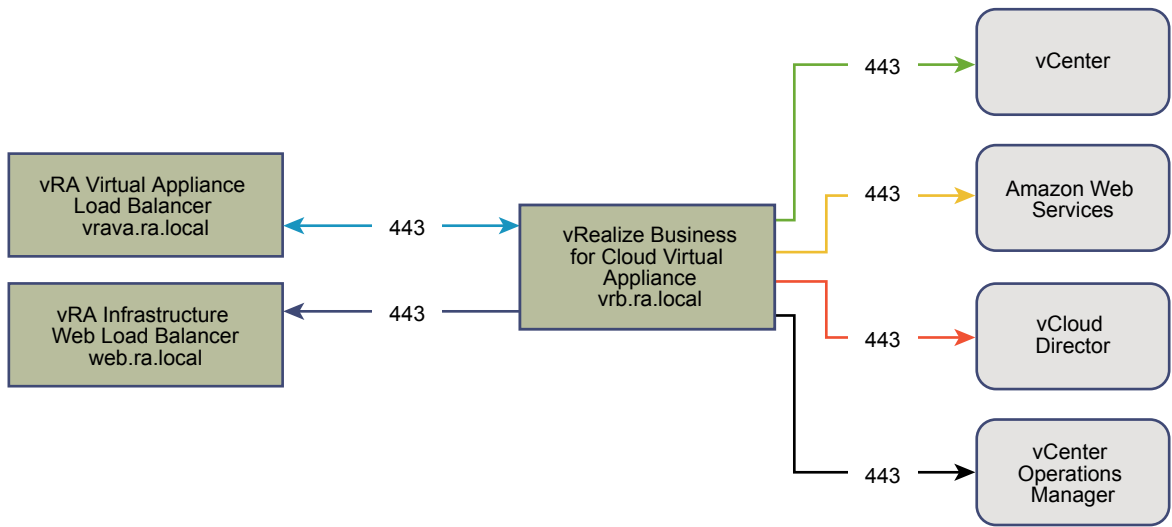 vRA Virtual Appliance
Load Balancer
vrava.ra.local
vRA Infrastructure
Web Load Balancer
web.ra.local
443
443
vRealize Business
for Cloud Virtual
Appliance
vrb.ra.local
443
443
443
443
vCenter
Amazon Web
Services
vCloud
Director
vCenter
Operations
Manager